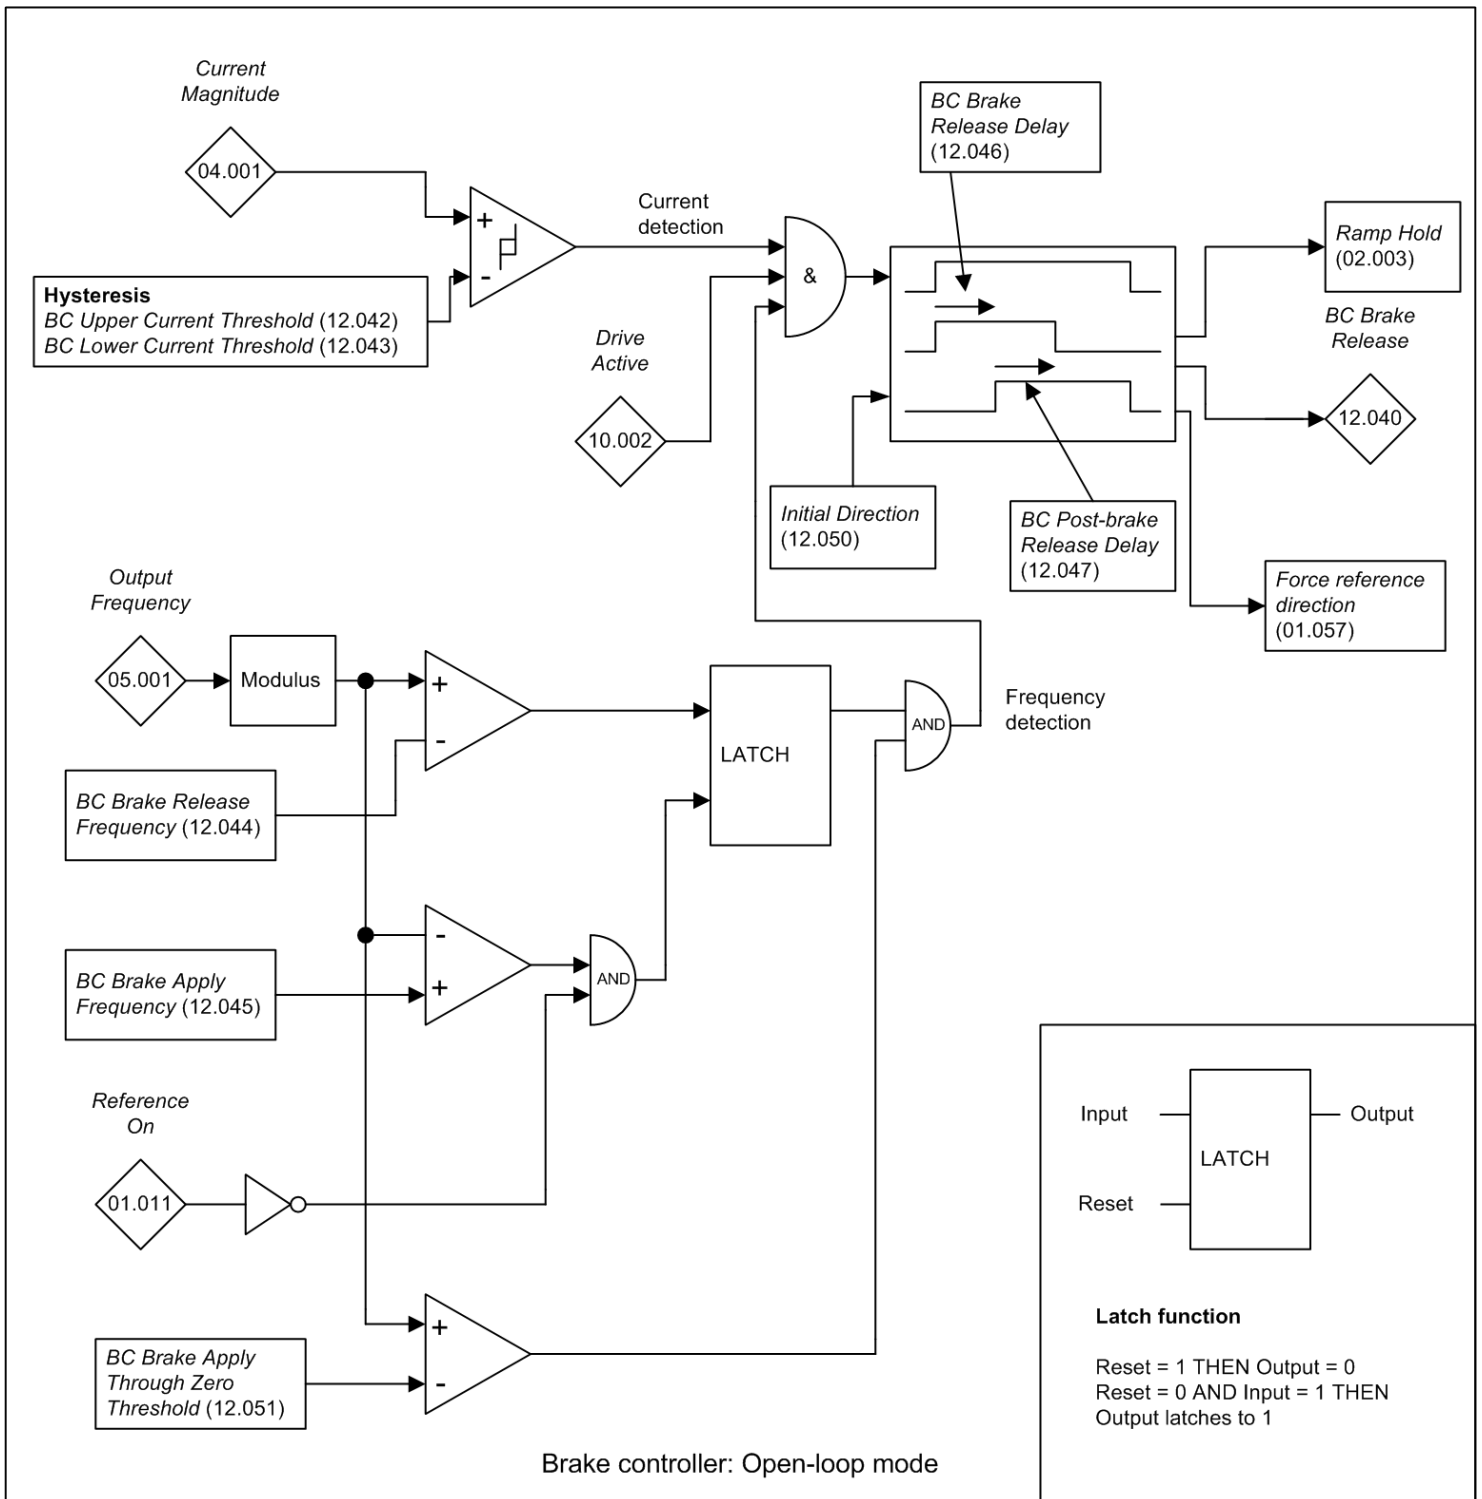 Current
Magnitude
04.001
+
-
Hysteresis
BC Upper Current Threshold (12.042)
BC Lower Current Threshold (12.043)
Current
detection
Drive
Active
10.002
&
BC Brake
Release Delay
(12.046)
Initial Direction
(12.050)
BC Post-brake
Release Delay
(12.047)
Ramp Hold
(02.003)
BC Brake
Release
12.040
Force reference
direction
(01.057)
Output
Frequency
05.001
Modulus
+
-
BC Brake Release
Frequency (12.044)
LATCH
AND
Frequency
detection
BC Brake Apply
Frequency (12.045)
-
+
AND
Reference
On
01.011
BC Brake Apply
Through Zero
Threshold (12.051)
+
-
Input
LATCH
Output
Reset
Latch function
Reset = 1 THEN Output = 0
Reset = 0 AND Input = 1 THEN
Output latches to 1
Brake controller: Open-loop mode